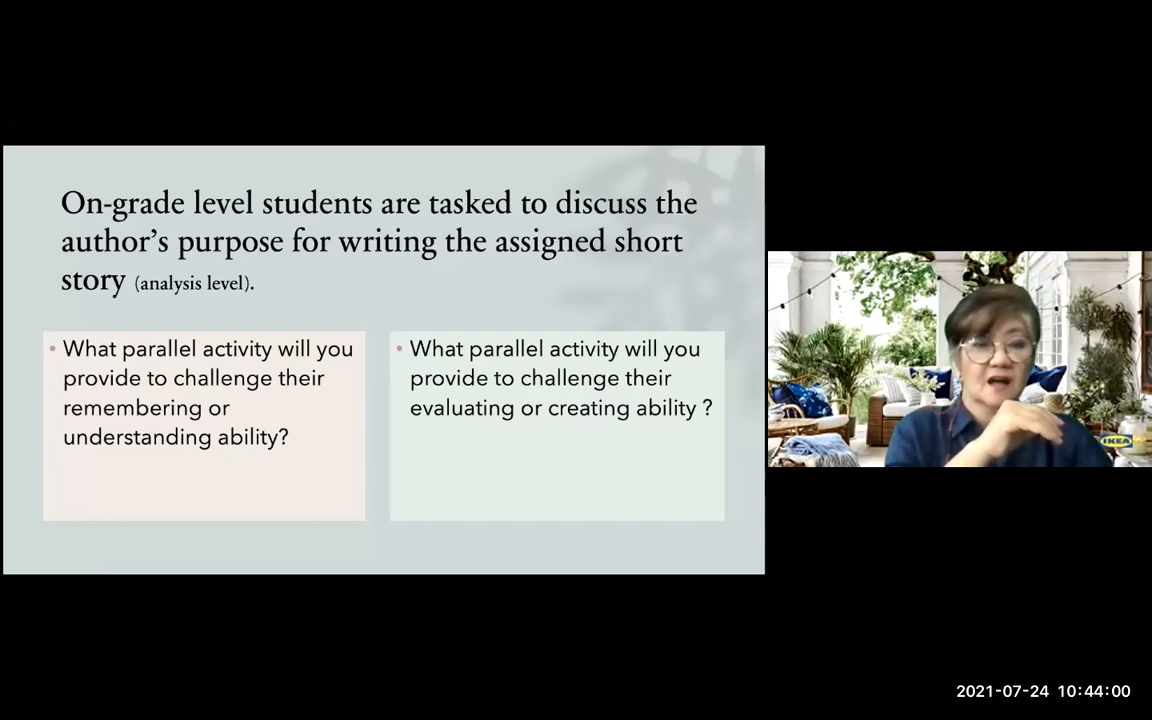 On-grade level students are tasked to discuss the
author’s purpose for writing the assigned short
story (analysis level).
• What parallel activity will you
provide to challenge their
remembering or
understanding ability?
• What parallel activity will you
provide to challenge their
evaluating or creating ability ?
IKEA
2021-07-24 10:44:00